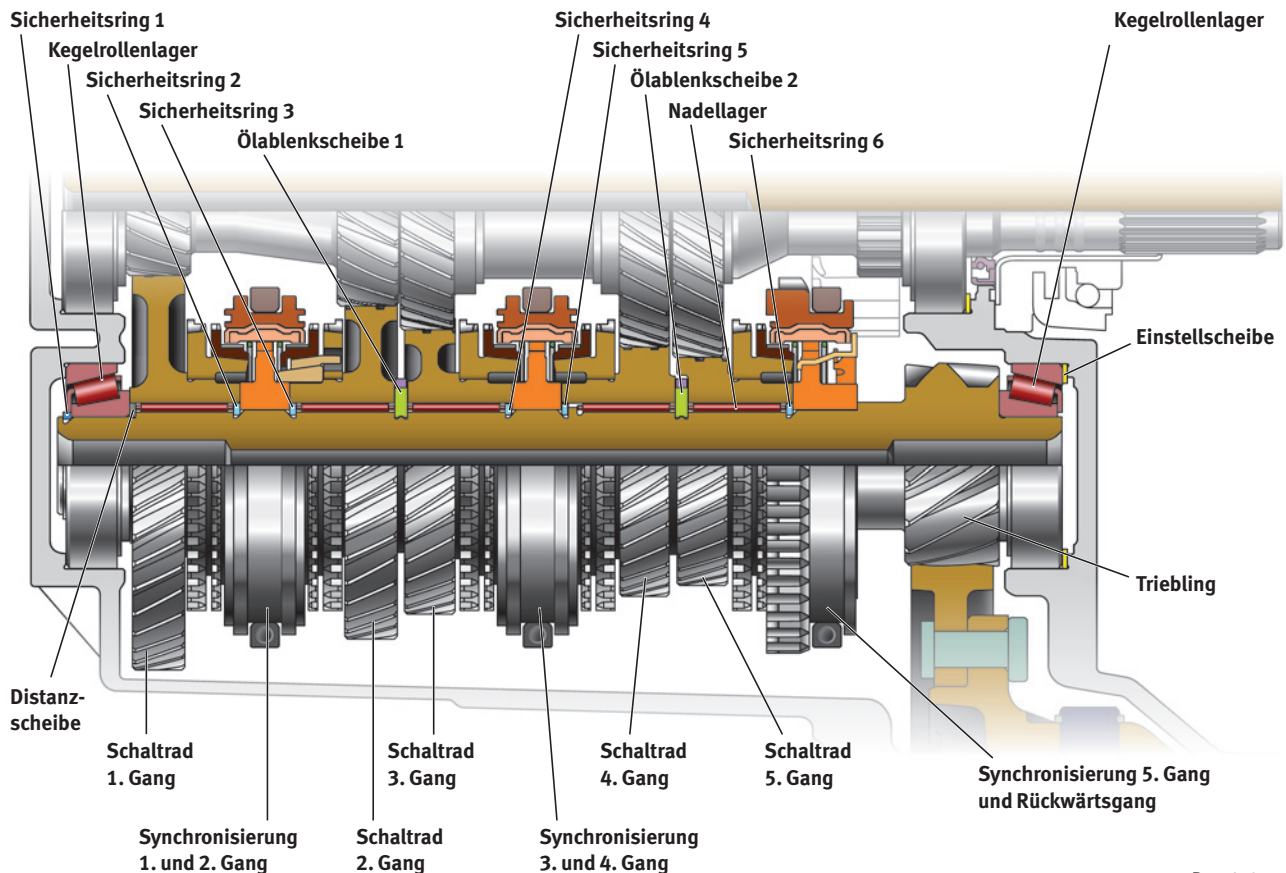 Sicherheitsring 1
Kegelrollenlager
Sicherheitsring 2
Sicherheitsring 3
Ölablenkscheibe 1
Sicherheitsring 4
Sicherheitsring 5
Ölablenkscheibe 2
Nadellager
Sicherheitsring 6
Kegelrollenlager
Einstellscheibe
Triebling
Distanz-
scheibe
Schaltrad
1. Gang
Schaltrad
3. Gang
Schaltrad
4. Gang
Schaltrad
5. Gang
Synchronisierung 5. Gang
und Rückwärtsgang
Synchronisierung
1. und 2. Gang
Schaltrad
2. Gang
Synchronisierung
3. und 4. Gang